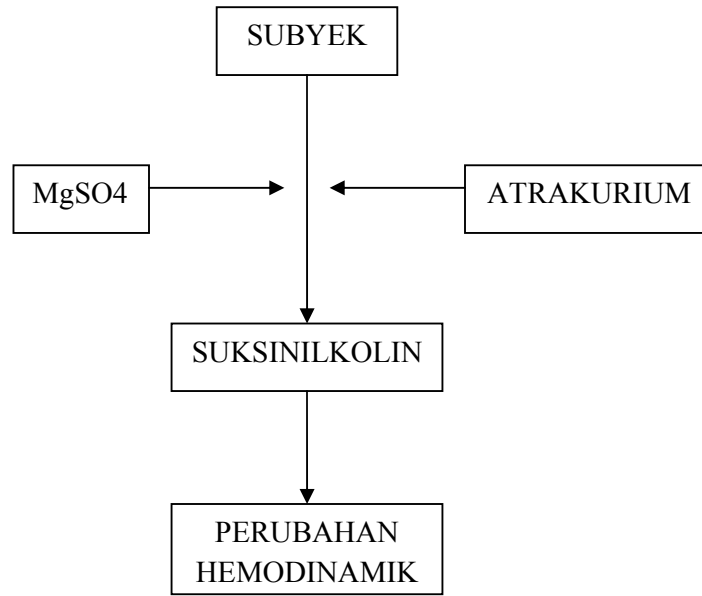 SUBYEK
MgSO4
ATRAKURIUM
SUKSINILKOLIN
PERUBAHAN
HEMODINAMIK